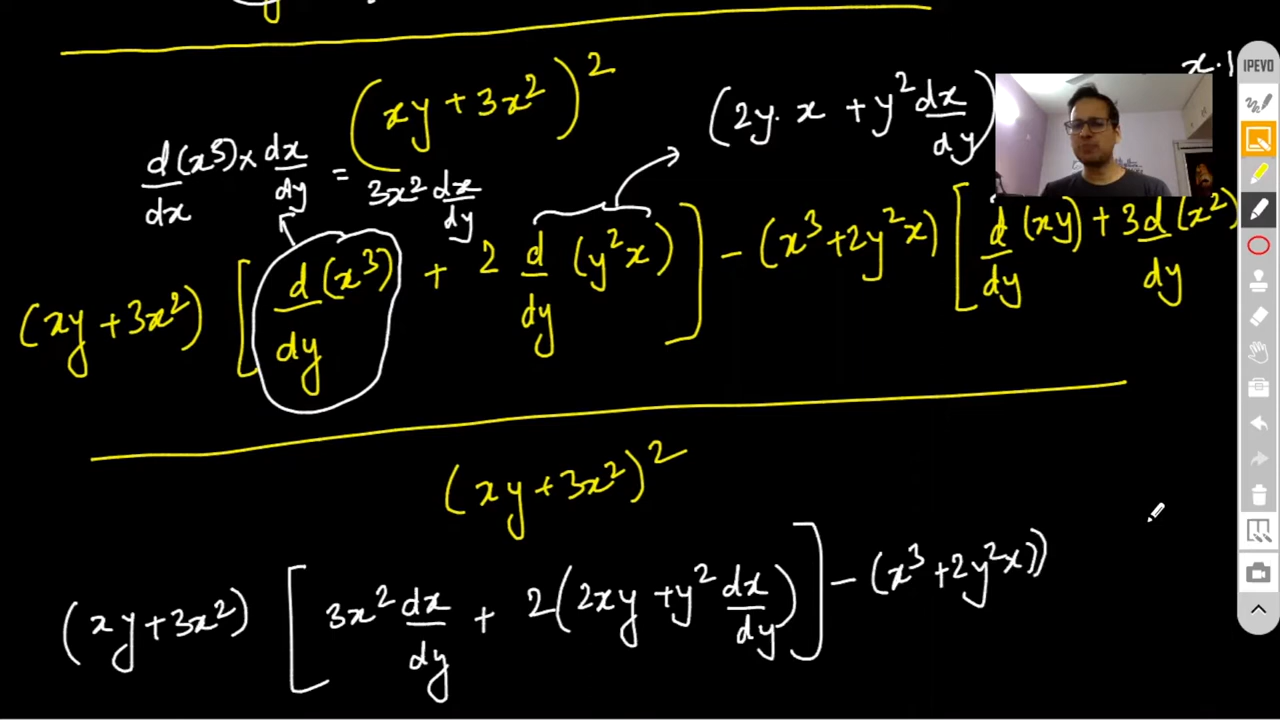 IPEVO
x·1
(xy + 3x²)²
(2y· x + y² dx/dy)
d/dx (x³) × dx/dy = 3x² dx/dy
(xy + 3x²) [ d/dy (x³) + 2 d/dy (y²x) ] − (x³ + 2y²x) [ d/dy (xy) + 3 d/dy (x²)
(xy + 3x²)²
(xy + 3x²) [ 3x² dx/dy + 2(2xy + y² dx/dy) ] − (x³ + 2y²x))